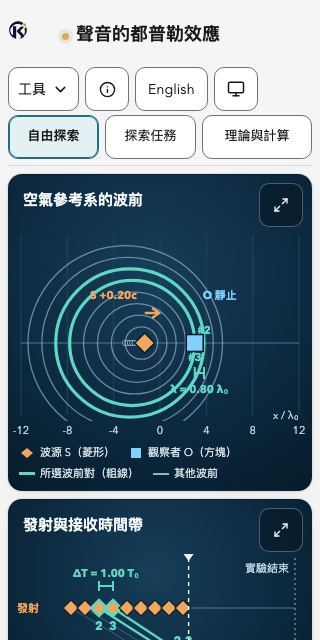 聲音的都普勒效應
工具
English
自由探索
探索任務
理論與計算
空氣參考系的波前
S +0.20c
O 靜止
#2
#3
λ = 0.80 λ₀
x / λ₀
-12 -8 -4 0 4 8 12
波源 S（菱形） 觀察者 O（方塊）
所選波前對（粗線） 其他波前
發射與接收時間帶
實驗結束
ΔT = 1.00 T₀
發射
2 3